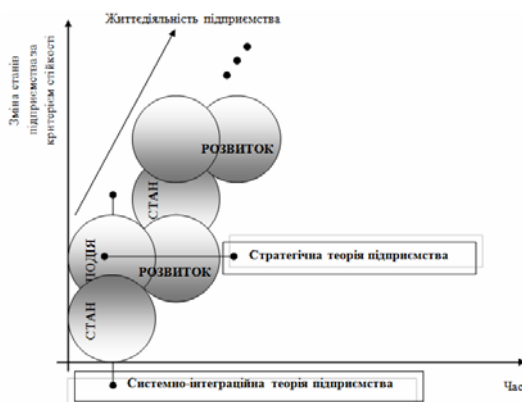 Життєдіяльність підприємства
Зміна станів
підприємства за
критерієм стійкості
РОЗВИТОК
СТАН
ПОДІЯ
Стратегічна теорія підприємства
РОЗВИТОК
СТАН
Час
Системно-інтеграційна теорія підприємства